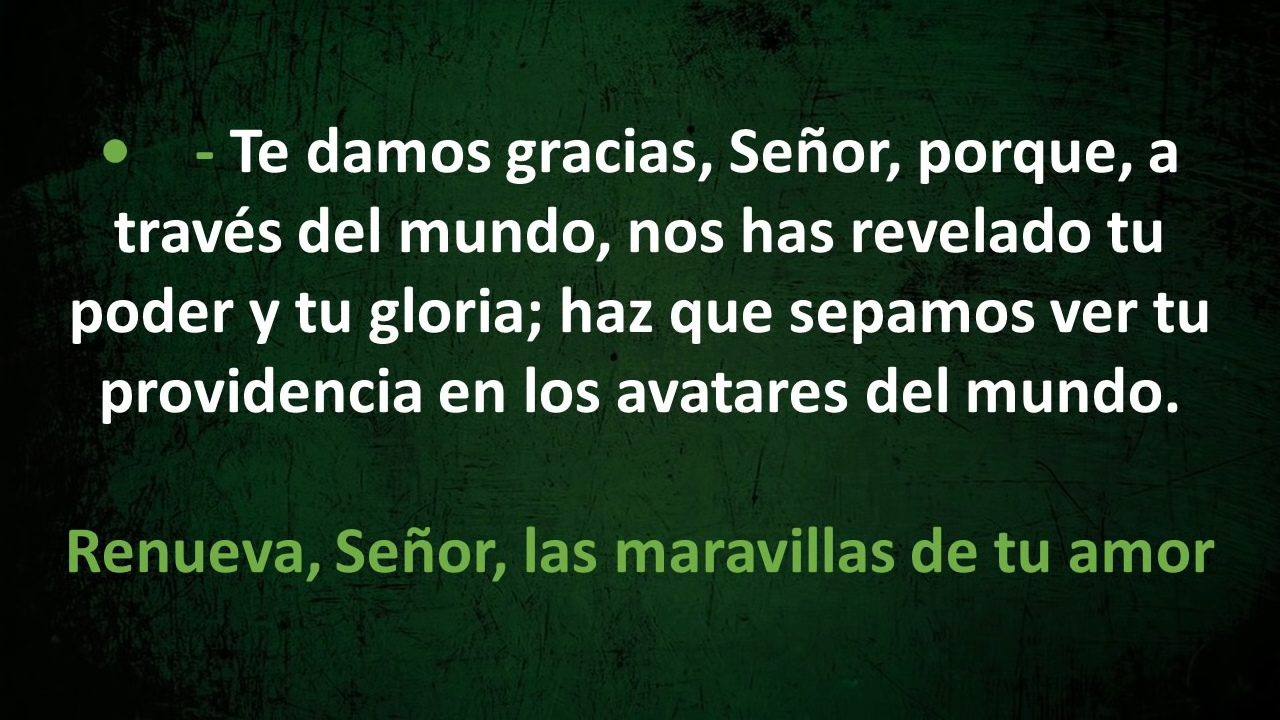 • - Te damos gracias, Señor, porque, a
través del mundo, nos has revelado tu
poder y tu gloria; haz que sepamos ver tu
providencia en los avatares del mundo.
Renueva, Señor, las maravillas de tu amor